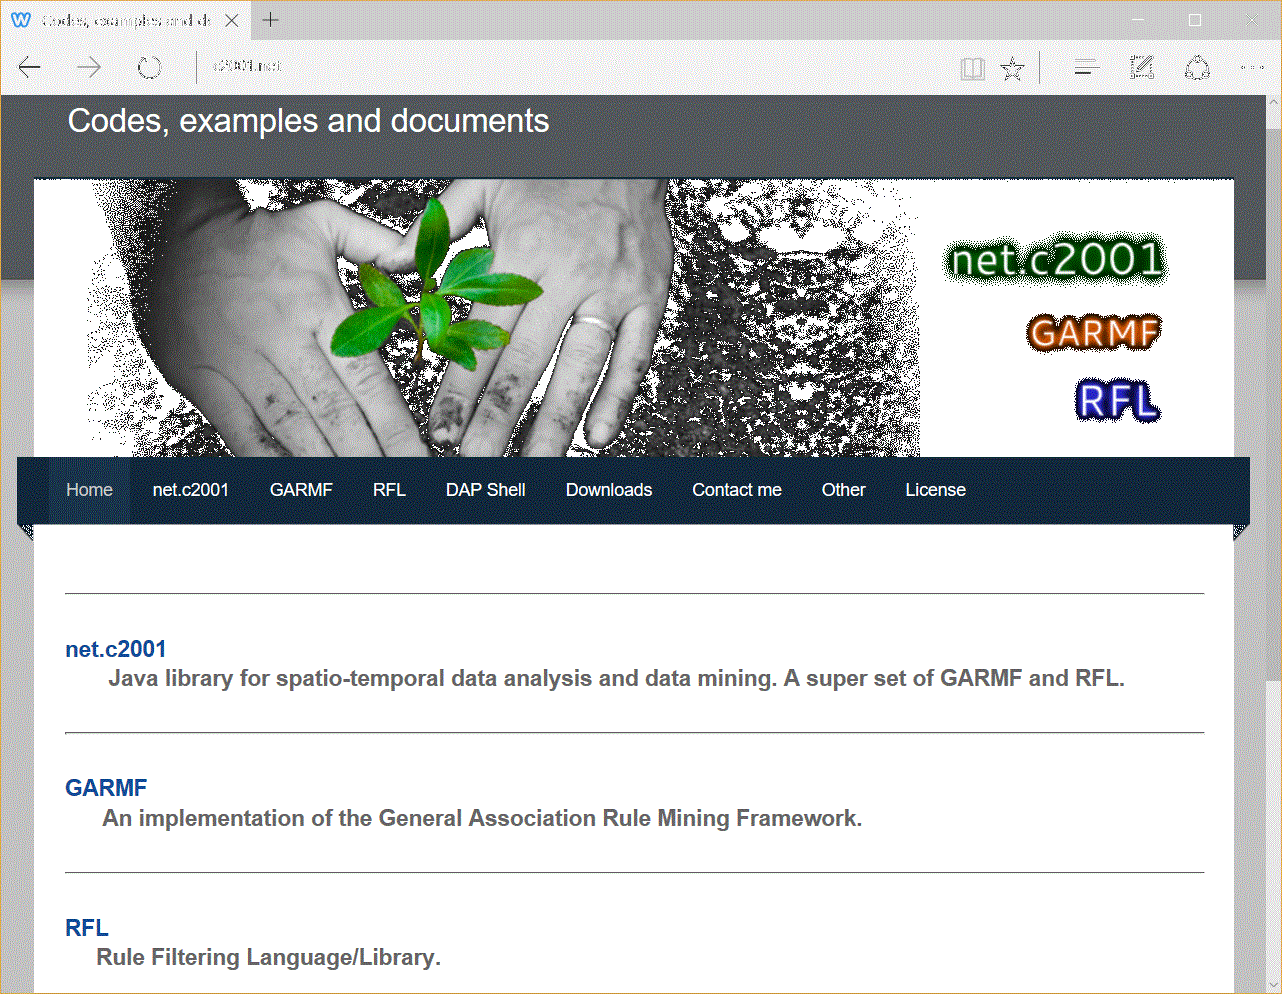 Codes, examples and d
c2001.net
Codes, examples and documents
net.c2001
GARMF
RFL
Home net.c2001 GARMF RFL DAP Shell Downloads Contact me Other License
net.c2001
Java library for spatio-temporal data analysis and data mining. A super set of GARMF and RFL.
GARMF
An implementation of the General Association Rule Mining Framework.
RFL
Rule Filtering Language/Library.